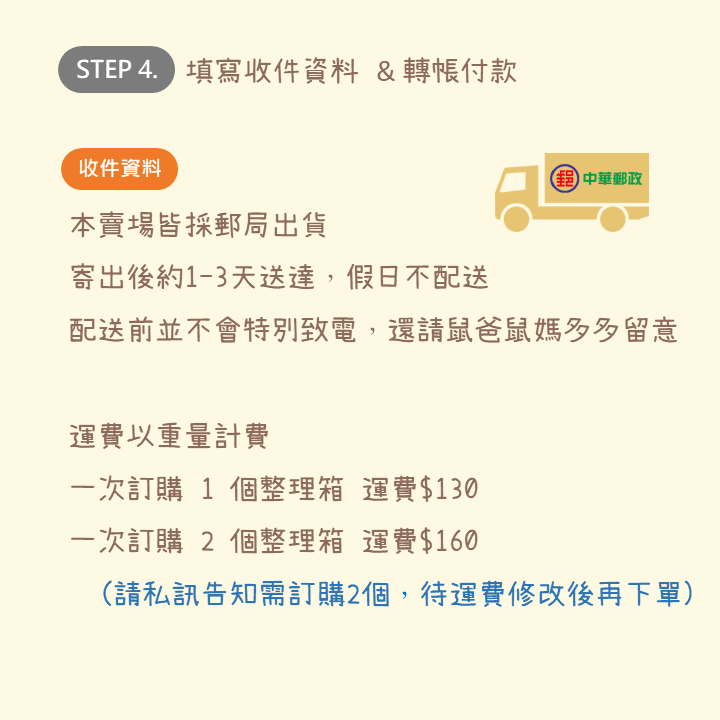 STEP 4. 填寫收件資料 & 轉帳付款
收件資料
郵 中華郵政
本賣場皆採郵局出貨
寄出後約1-3天送達，假日不配送
配送前並不會特別致電，還請鼠爸鼠媽多多留意
運費以重量計費
一次訂購 1 個整理箱 運費$130
一次訂購 2 個整理箱 運費$160
(請私訊告知需訂購2個，待運費修改後再下單)